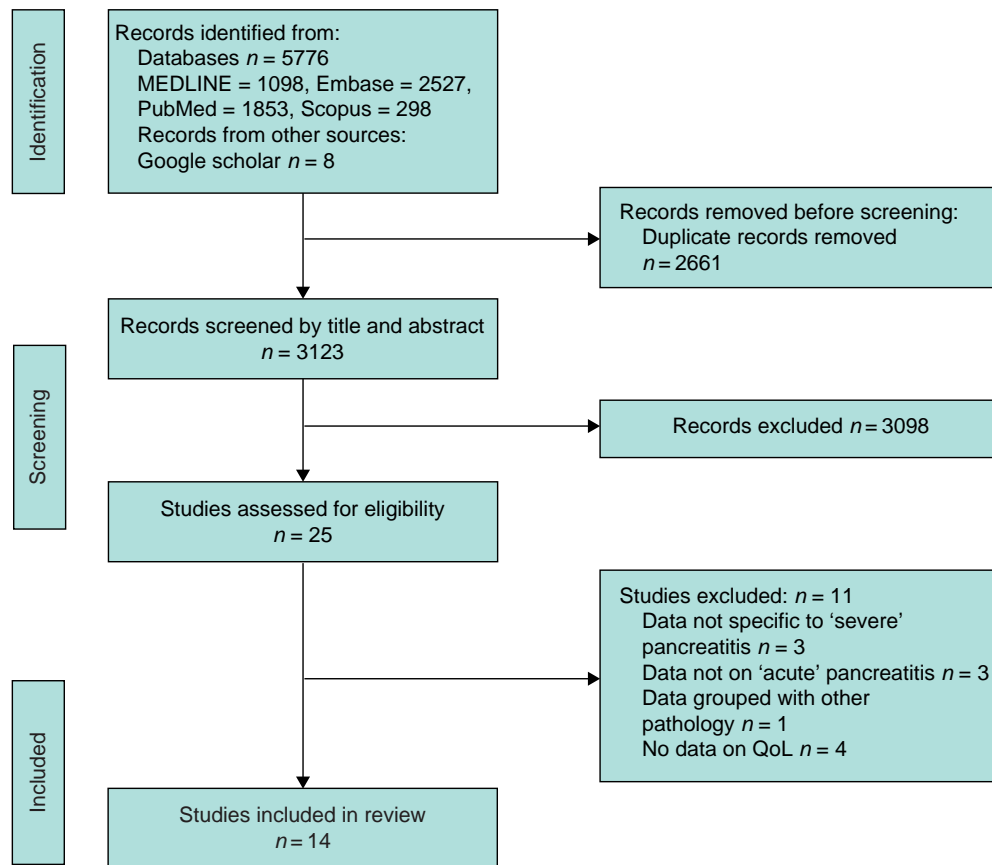 Identification
Records identified from:
Databases n = 5776
MEDLINE = 1098, Embase = 2527,
PubMed = 1853, Scopus = 298
Records from other sources:
Google scholar n = 8
Records removed before screening:
Duplicate records removed
n = 2661
Screening
Records screened by title and abstract
n = 3123
Records excluded n = 3098
Studies assessed for eligibility
n = 25
Studies excluded: n = 11
Data not specific to ‘severe’
pancreatitis n = 3
Data not on ‘acute’ pancreatitis n = 3
Data grouped with other
pathology n = 1
No data on QoL n = 4
Included
Studies included in review
n = 14